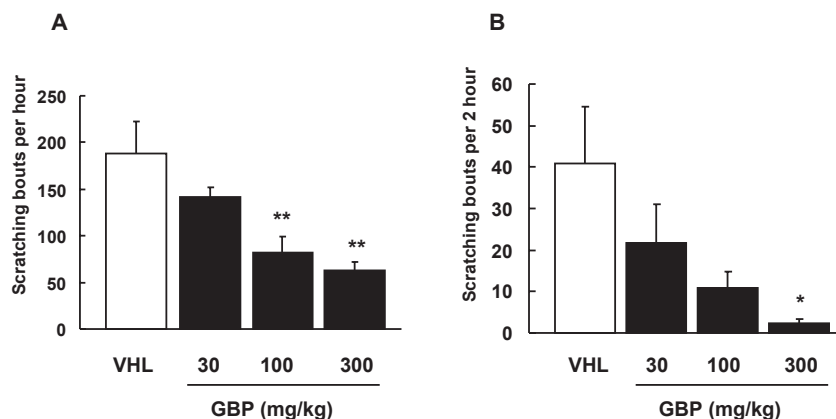 A
Scratching bouts per hour
250
200
150
100
50
0
**
**
VHL 30 100 300
GBP (mg/kg)
B
Scratching bouts per 2 hour
60
50
40
30
20
10
0
*
VHL 30 100 300
GBP (mg/kg)